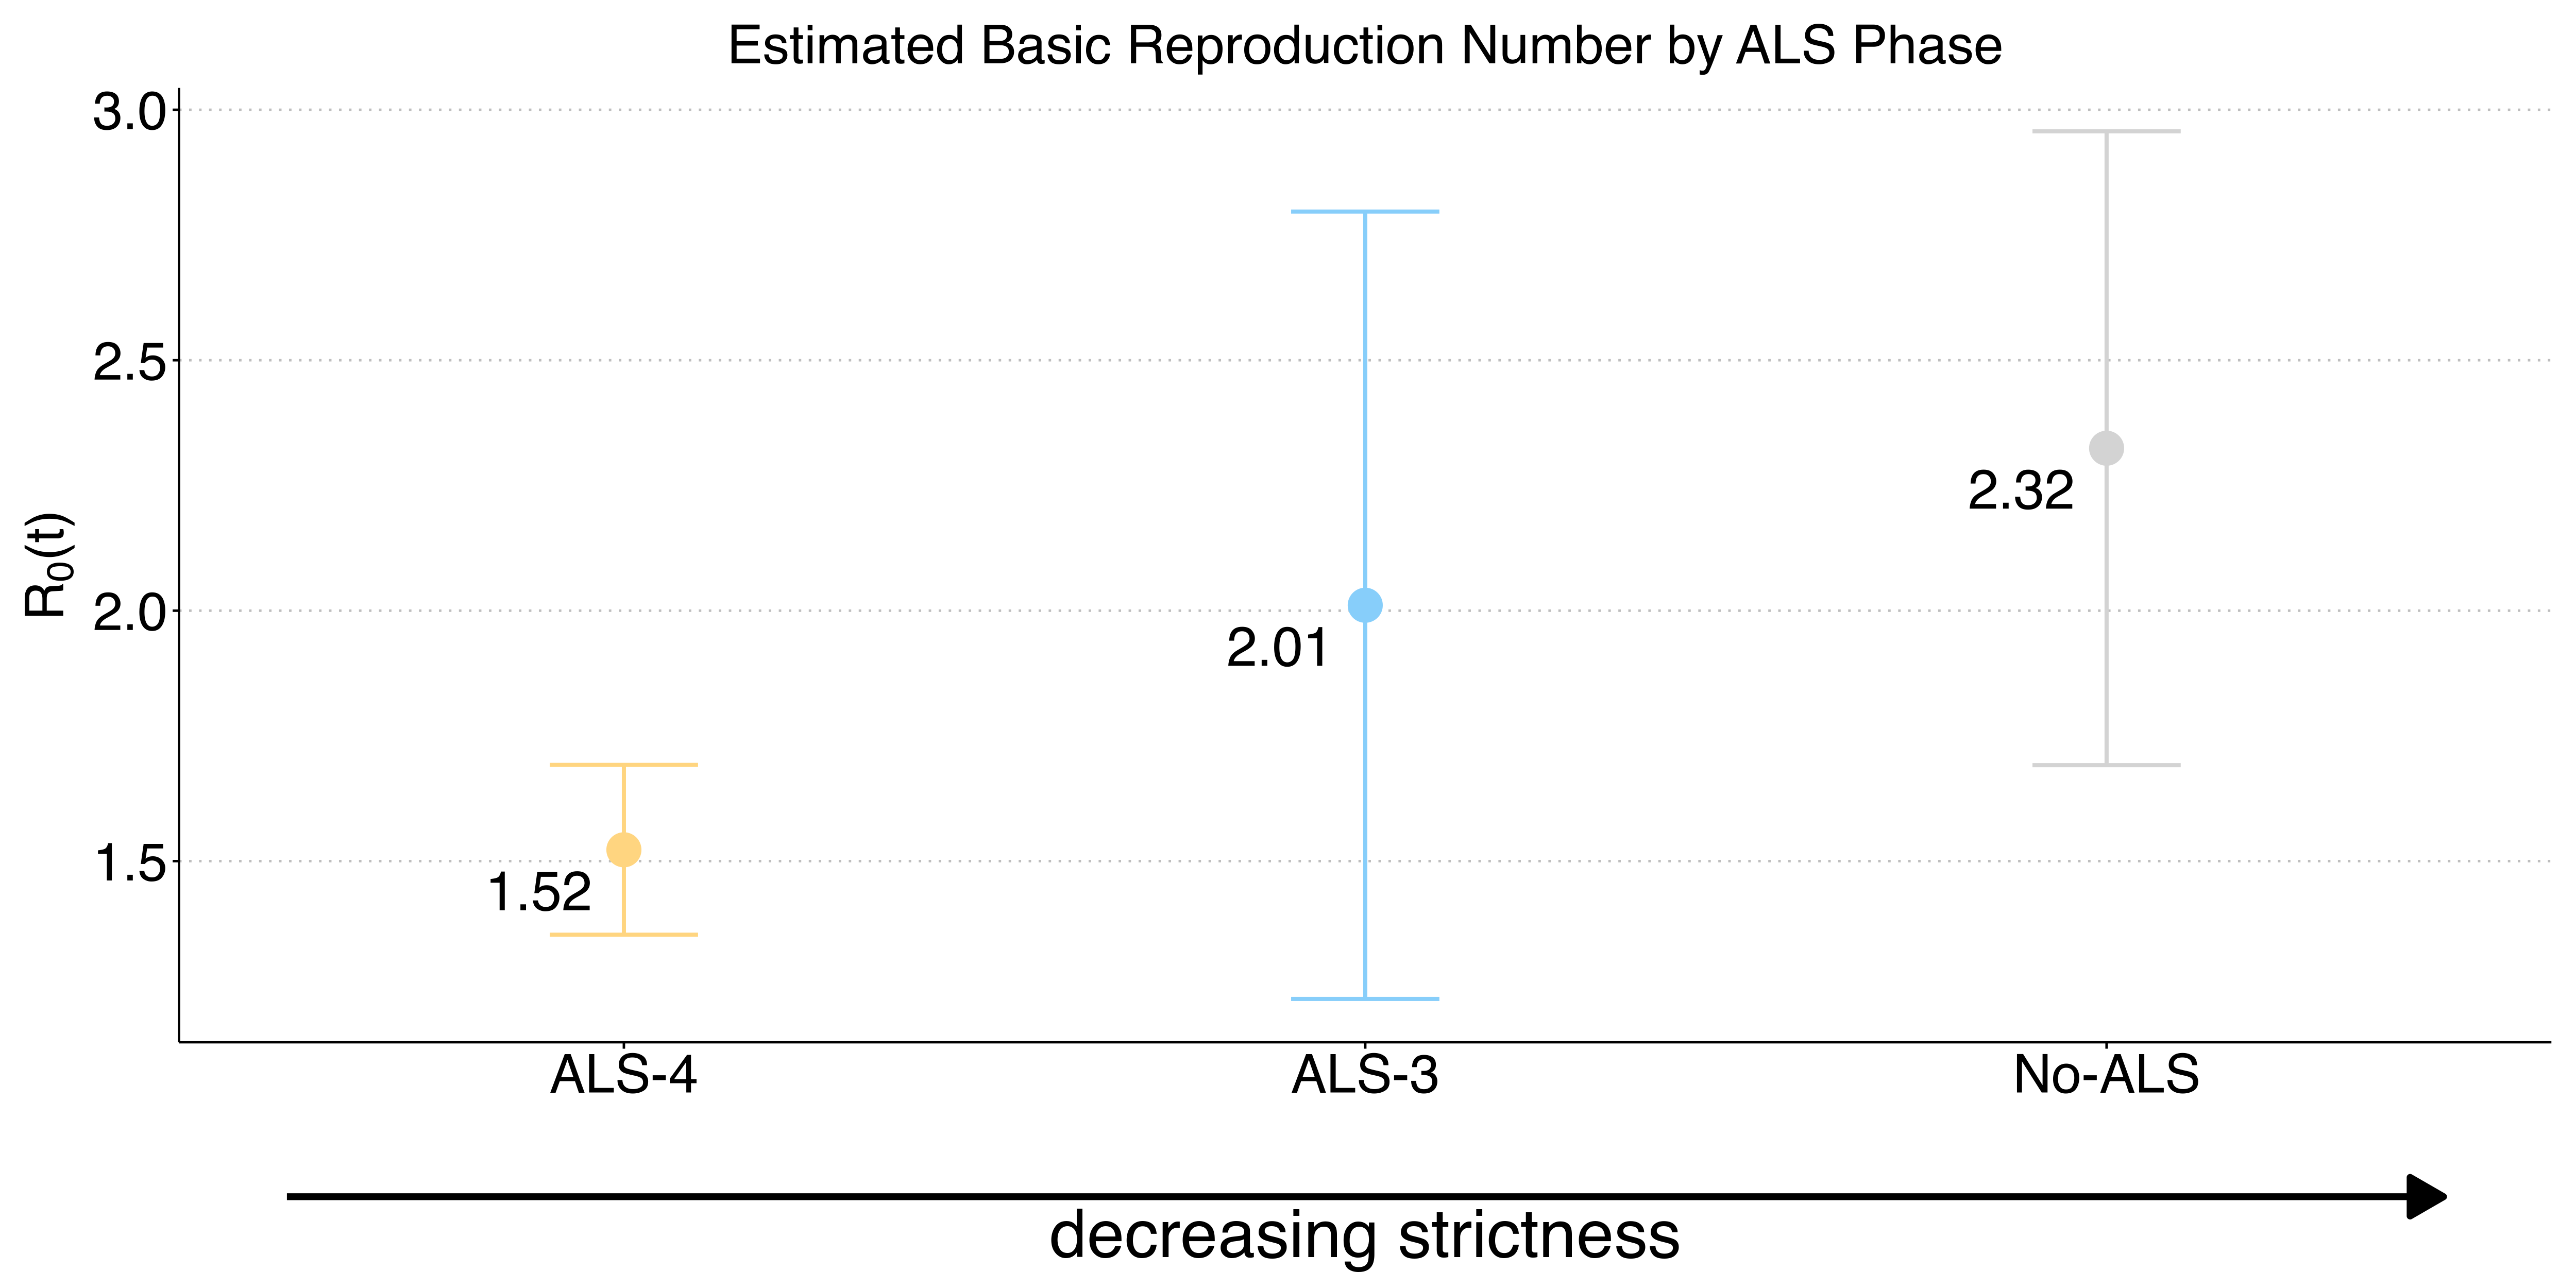 Estimated Basic Reproduction Number by ALS Phase
3.0
2.5
2.0
1.5
R₀(t)
2.32
2.01
1.52
ALS-4 ALS-3 No-ALS
decreasing strictness